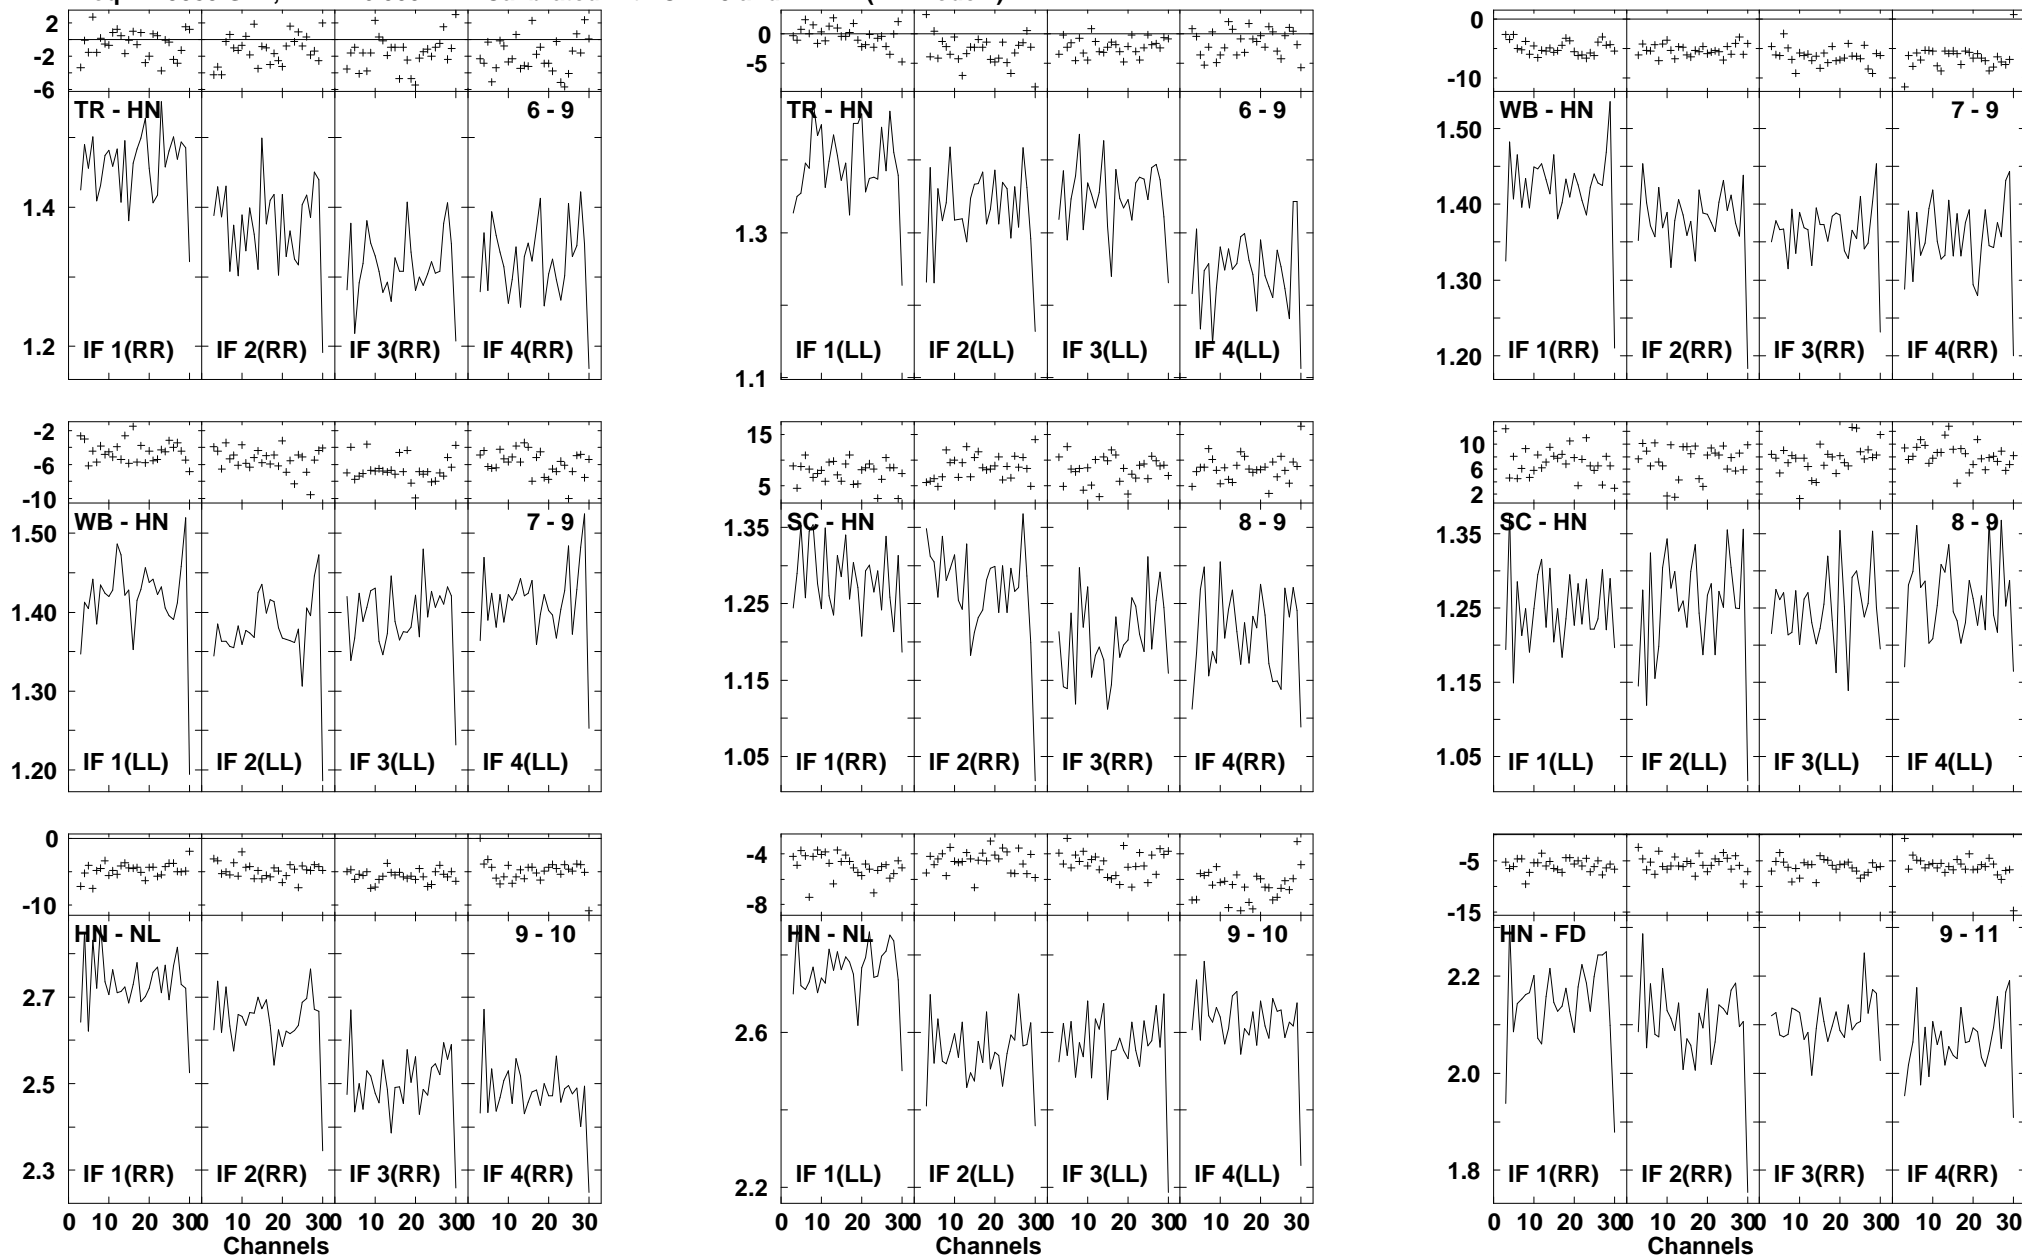 2
0
-2
-4
-6
TR - HN 6 - 9
1.4
1.2
IF 1(RR) IF 2(RR) IF 3(RR) IF 4(RR)
0
-5
TR - HN 6 - 9
1.3
1.1
IF 1(LL) IF 2(LL) IF 3(LL) IF 4(LL)
0
-10
WB - HN 7 - 9
1.50
1.40
1.30
1.20
IF 1(RR) IF 2(RR) IF 3(RR) IF 4(RR)
-2
-6
-10
WB - HN 7 - 9
1.50
1.40
1.30
1.20
IF 1(LL) IF 2(LL) IF 3(LL) IF 4(LL)
15
5
SC - HN 8 - 9
1.35
1.25
1.15
1.05
IF 1(RR) IF 2(RR) IF 3(RR) IF 4(RR)
10
6
2
SC - HN 8 - 9
1.35
1.25
1.15
1.05
IF 1(LL) IF 2(LL) IF 3(LL) IF 4(LL)
0
-10
HN - NL 9 - 10
2.7
2.5
2.3
IF 1(RR) IF 2(RR) IF 3(RR) IF 4(RR)
0 10 20 300 10 20 300 10 20 300 10 20 30
Channels
-4
-8
HN - NL 9 - 10
2.6
2.2
IF 1(LL) IF 2(LL) IF 3(LL) IF 4(LL)
0 10 20 300 10 20 300 10 20 300 10 20 30
Channels
-5
-15
HN - FD 9 - 11
2.2
2.0
1.8
IF 1(RR) IF 2(RR) IF 3(RR) IF 4(RR)
0 10 20 300 10 20 300 10 20 300 10 20 30
Channels